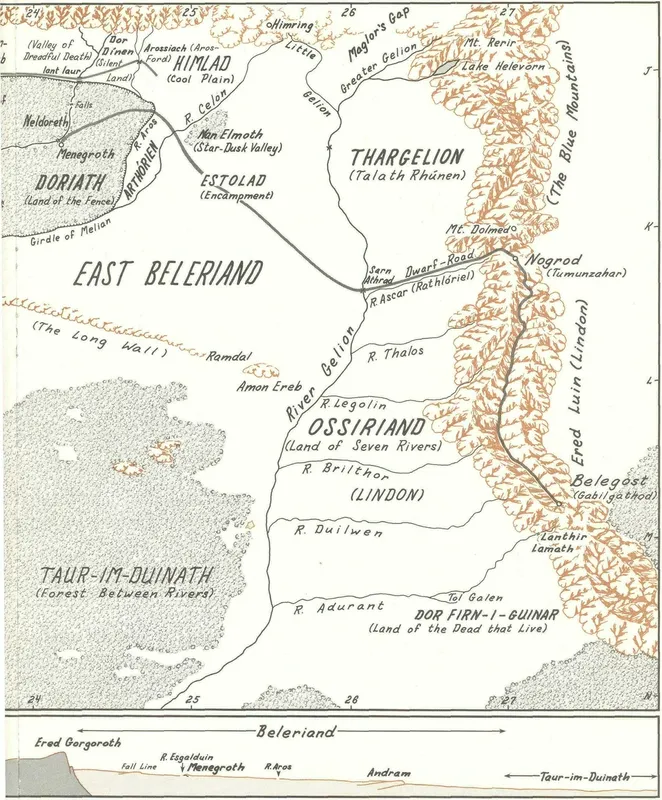 24
25
26
27
Himring
Maglor's Gap
Mt. Rerir
Greater Gelion
Lake Helevorn
J
(Valley of
Dreadful Death)
Dor
Dínen
(Silent
Land)
Arossiach (Aros-
Ford)
HIMLAD
(Cool Plain)
Little
Gelion
(The Blue Mountains)
iant Iaur
Falls
Neldoreth
Menegroth
R. Aros
R. Celon
Nan Elmoth
(Star-Dusk Valley)
THARGELION
(Talath Rhúnen)
DORIATH
(Land of the Fence)
ARTHÓRIEN
ESTOLAD
(Encampment)
K
Girdle of Melian
Mt. Dolmed
EAST BELERIAND
Sarn
Athrad
Dwarf-Road
R. Ascar (Rathlóriel)
Nogrod
(Tumunzahar)
(The Long Wall)
Ramdal
Amon Ereb
River Gelion
R. Thalos
Ered Luin (Lindon)
L
R. Legolin
OSSIRIAND
(Land of Seven Rivers)
R. Brilthor
(LINDON)
Belegost
(Gabilgathod)
R. Duilwen
Lanthir
Lamath
M
TAUR-IM-DUINATH
(Forest Between Rivers)
R. Adurant
Tol Galen
DOR FIRN-I-GUINAR
(Land of the Dead that Live)
24
25
26
27
N
Beleriand
Ered Gorgoroth
Fall Line
R. Esgalduin
Menegroth
R. Aros
Andram
Taur-im-Duinath